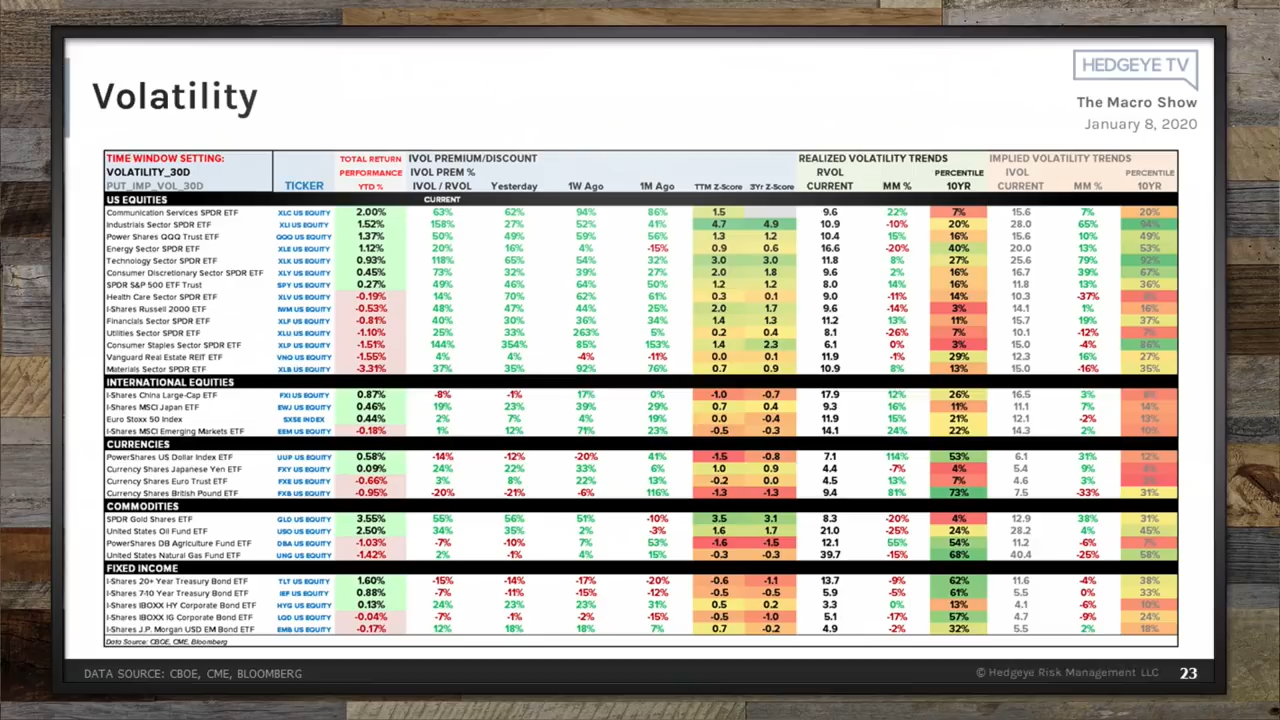 HEDGEYE TV
Volatility
The Macro Show
January 8, 2020
TIME WINDOW SETTING: TOTAL RETURN IVOL PREMIUM/DISCOUNT REALIZED VOLATILITY TRENDS IMPLIED VOLATILITY TRENDS
VOLATILITY_30D PERFORMANCE IVOL PREM % RVOL PERCENTILE IVOL PERCENTILE
PUT_IMP_VOL_30D TICKER YTD % IVOL / RVOL Yesterday 1W Ago 1M Ago TTM Z-Score 3Yr Z-Score CURRENT MM % 10YR CURRENT MM % 10YR
US EQUITIES CURRENT
Communication Services SPDR ETF XLC US EQUITY 2.00% 63% 62% 94% 86% 1.5 9.6 22% 7% 15.6 7% 20%
Industrials Sector SPDR ETF XLI US EQUITY 1.52% 158% 27% 52% 41% 4.7 4.9 10.9 -10% 20% 28.0 65% 94%
Power Shares QQQ Trust ETF QQQ US EQUITY 1.37% 50% 49% 59% 56% 1.3 1.2 10.4 15% 16% 15.6 10% 49%
Energy Sector SPDR ETF XLE US EQUITY 1.12% 20% 16% 4% -15% 0.9 0.6 16.6 -20% 40% 20.0 13% 53%
Technology Sector SPDR ETF XLK US EQUITY 0.93% 118% 65% 54% 32% 3.0 3.0 11.8 8% 27% 25.6 79% 92%
Consumer Discretionary Sector SPDR ETF XLY US EQUITY 0.45% 73% 32% 39% 27% 2.0 1.8 9.6 2% 16% 16.7 39% 67%
SPDR S&P 500 ETF Trust SPY US EQUITY 0.27% 49% 46% 64% 50% 1.2 1.2 8.0 14% 16% 11.8 13% 36%
Health Care Sector SPDR ETF XLV US EQUITY -0.19% 14% 70% 62% 61% 0.3 0.1 9.0 -11% 14% 10.3 -37%
I-Shares Russell 2000 ETF IWM US EQUITY -0.53% 48% 47% 44% 25% 2.0 1.7 9.6 -14% 3% 14.1 1% 16%
Financials Sector SPDR ETF XLF US EQUITY -0.81% 40% 30% 36% 34% 1.4 1.3 11.2 13% 11% 15.7 19% 37%
Utilities Sector SPDR ETF XLU US EQUITY -1.10% 25% 33% 263% 5% 0.2 0.4 8.1 -26% 7% 10.1 -12% 7%
Consumer Staples Sector SPDR ETF XLP US EQUITY -1.51% 144% 354% 85% 153% 1.4 2.3 6.1 0% 3% 15.0 -4% 86%
Vanguard Real Estate REIT ETF VNQ US EQUITY -1.55% 4% 4% -4% -11% 0.0 0.1 11.9 -1% 29% 12.3 16% 27%
Materials Sector SPDR ETF XLB US EQUITY -3.31% 37% 35% 92% 76% 0.7 0.9 10.9 8% 13% 15.0 -16% 35%
INTERNATIONAL EQUITIES
I-Shares China Large-Cap ETF FXI US EQUITY 0.87% -8% -1% 17% 0% -1.0 -0.7 17.9 12% 26% 16.5 3%
I-Shares MSCI Japan ETF EWJ US EQUITY 0.46% 19% 23% 39% 29% 0.7 0.4 9.3 16% 11% 11.1 7% 14%
Euro Stoxx 50 Index SX5E INDEX 0.44% 2% 7% 4% 19% 0.0 -0.4 11.9 15% 21% 12.1 -2% 13%
I-Shares MSCI Emerging Markets ETF EEM US EQUITY -0.18% 1% 12% 71% 23% -0.5 -0.3 14.1 24% 22% 14.3 2% 10%
CURRENCIES
PowerShares US Dollar Index ETF UUP US EQUITY 0.58% -14% -12% -20% 41% -1.5 -0.8 7.1 114% 53% 6.1 31% 12%
Currency Shares Japanese Yen ETF FXY US EQUITY 0.09% 24% 22% 33% 6% 1.0 0.9 4.4 -7% 4% 5.4 9%
Currency Shares Euro Trust ETF FXE US EQUITY -0.66% 3% 8% 22% 13% -0.2 0.0 4.5 13% 7% 4.6 3%
Currency Shares British Pound ETF FXB US EQUITY -0.95% -20% -21% -6% 116% -1.3 -1.3 9.4 81% 73% 7.5 -33% 31%
COMMODITIES
SPDR Gold Shares ETF GLD US EQUITY 3.55% 55% 56% 51% -10% 3.5 3.1 8.3 -20% 4% 12.9 38% 31%
United States Oil Fund ETF USO US EQUITY 2.50% 34% 35% 2% -3% 1.6 1.7 21.0 -25% 24% 28.2 4% 45%
PowerShares DB Agriculture Fund ETF DBA US EQUITY -1.03% -7% -10% 7% 53% -1.6 -1.5 12.1 55% 54% 11.2 -6% 7%
United States Natural Gas Fund ETF UNG US EQUITY -1.42% 2% -1% 4% 15% -0.3 -0.3 39.7 -15% 68% 40.4 -25% 58%
FIXED INCOME
I-Shares 20+ Year Treasury Bond ETF TLT US EQUITY 1.60% -15% -14% -17% -20% -0.6 -1.1 13.7 -9% 62% 11.6 -4% 38%
I-Shares 7-10 Year Treasury Bond ETF IEF US EQUITY 0.88% -7% -11% -15% -12% -0.5 -0.5 5.9 -5% 61% 5.5 0% 33%
I-Shares IBOXX HY Corporate Bond ETF HYG US EQUITY 0.13% 24% 23% 23% 31% 0.5 0.2 3.3 0% 13% 4.1 -6% 10%
I-Shares IBOXX IG Corporate Bond ETF LQD US EQUITY -0.04% -7% -1% -2% -15% -0.5 -1.0 5.1 -17% 57% 4.7 -9% 24%
I-Shares J.P. Morgan USD EM Bond ETF EMB US EQUITY -0.17% 12% 18% 18% 7% 0.7 -0.2 4.9 -2% 32% 5.5 2% 18%
Data Source: CBOE, CME, Bloomberg
DATA SOURCE: CBOE, CME, BLOOMBERG © Hedgeye Risk Management LLC 23